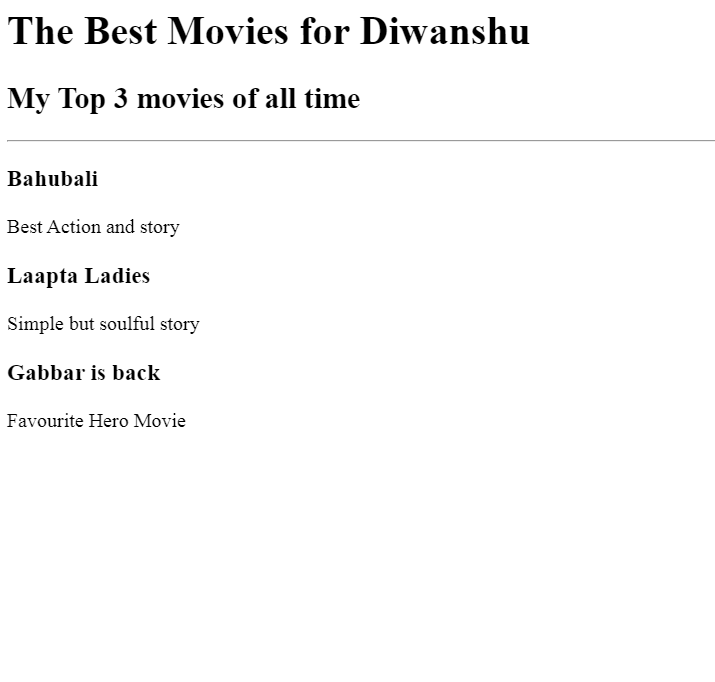 The Best Movies for Diwanshu
My Top 3 movies of all time
Bahubali
Best Action and story
Laapta Ladies
Simple but soulful story
Gabbar is back
Favourite Hero Movie